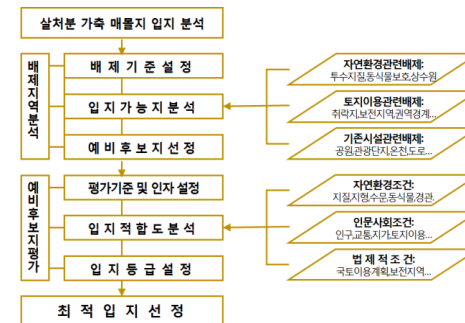 살처분 가축 매몰지 입지 분석
배제지역분석
배 제 기 준 설 정
입 지 가 능 지 분 석
예 비 후 보 지 선 정
자연환경관련배제:
투수지질,동식물보호,상수원
토지이용관련배제:
취락지,보전지역,권역경계...
기존시설관련배제:
공원,관광단지,온천,도로...
예비후보지평가
평가기준 및 인자 설정
입 지 적 합 도 분 석
입 지 등 급 설 정
자연환경조건:
지질,지형,수문,동식물,경관.
인문사회조건:
인구,교통,지가,토지이용...
법 제 적 조 건:
국토이용계획,보전지역...
최 적 입 지 선 정